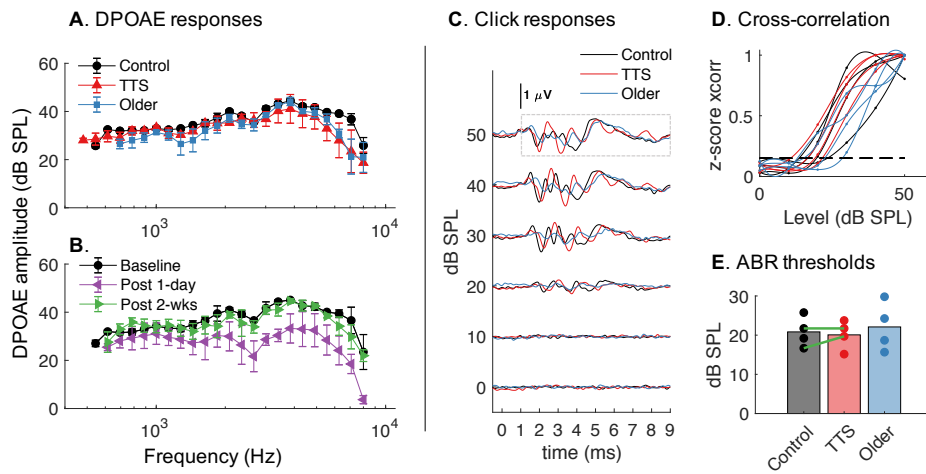 A. DPOAE responses
DPOAE amplitude (dB SPL)
60
40
20
0
Control
TTS
Older
10³
10⁴
B.
60
40
20
0
Baseline
Post 1-day
Post 2-wks
10³
10⁴
Frequency (Hz)
C. Click responses
Control
TTS
Older
1 μV
dB SPL
50
40
30
20
10
0
0 1 2 3 4 5 6 7 8 9
time (ms)
D. Cross-correlation
z-score xcorr
1
0.5
0
0 50
Level (dB SPL)
E. ABR thresholds
dB SPL
30
20
10
0
Control
TTS
Older